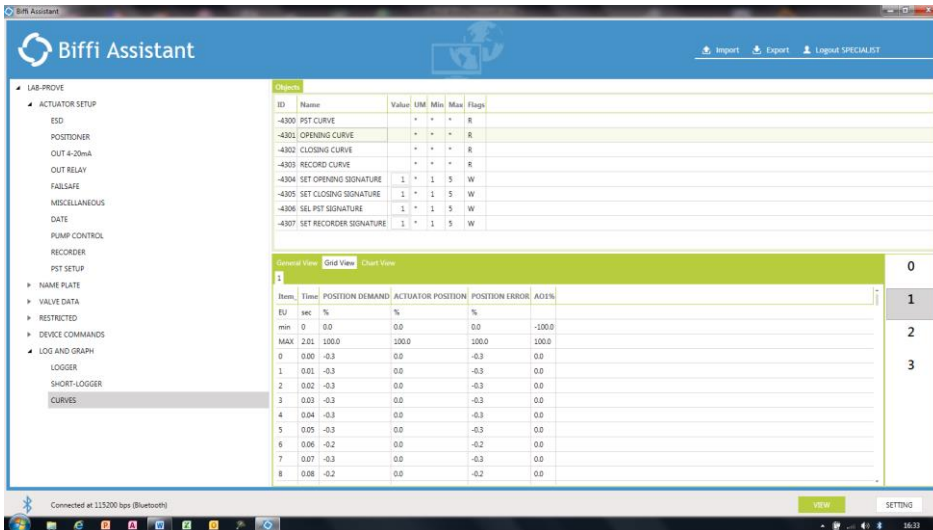 Biffi Assistant
Biffi Assistant
Import Export Logout SPECIALIST
LAB-PROVE
ACTUATOR SETUP
ESD
POSITIONER
OUT 4-20mA
OUT RELAY
FAILSAFE
MISCELLANEOUS
DATE
PUMP CONTROL
RECORDER
PST SETUP
NAME PLATE
VALVE DATA
RESTRICTED
DEVICE COMMANDS
LOG AND GRAPH
LOGGER
SHORT-LOGGER
CURVES
Objects
ID Name Value UM Min Max Flags
-4300 PST CURVE * * * R
-4301 OPENING CURVE * * * R
-4302 CLOSING CURVE * * * R
-4303 RECORD CURVE * * * R
-4304 SET OPENING SIGNATURE 1 * 1 5 W
-4305 SET CLOSING SIGNATURE 1 * 1 5 W
-4306 SEL PST SIGNATURE 1 * 1 5 W
-4307 SET RECORDER SIGNATURE 1 * 1 5 W
General View Grid View Chart View
1
Item_ Time POSITION DEMAND ACTUATOR POSITION POSITION ERROR AO1%
EU sec % % %
min 0 0.0 0.0 0.0 -100.0
MAX 2.01 100.0 100.0 100.0 100.0
0 0.00 -0.3 0.0 -0.3 0.0
1 0.01 -0.3 0.0 -0.3 0.0
2 0.02 -0.3 0.0 -0.3 0.0
3 0.03 -0.3 0.0 -0.3 0.0
4 0.04 -0.3 0.0 -0.3 0.0
5 0.05 -0.3 0.0 -0.3 0.0
6 0.06 -0.2 0.0 -0.2 0.0
7 0.07 -0.3 0.0 -0.3 0.0
8 0.08 -0.2 0.0 -0.2 0.0
0
1
2
3
Connected at 115200 bps (Bluetooth)
VIEW SETTING
16:33